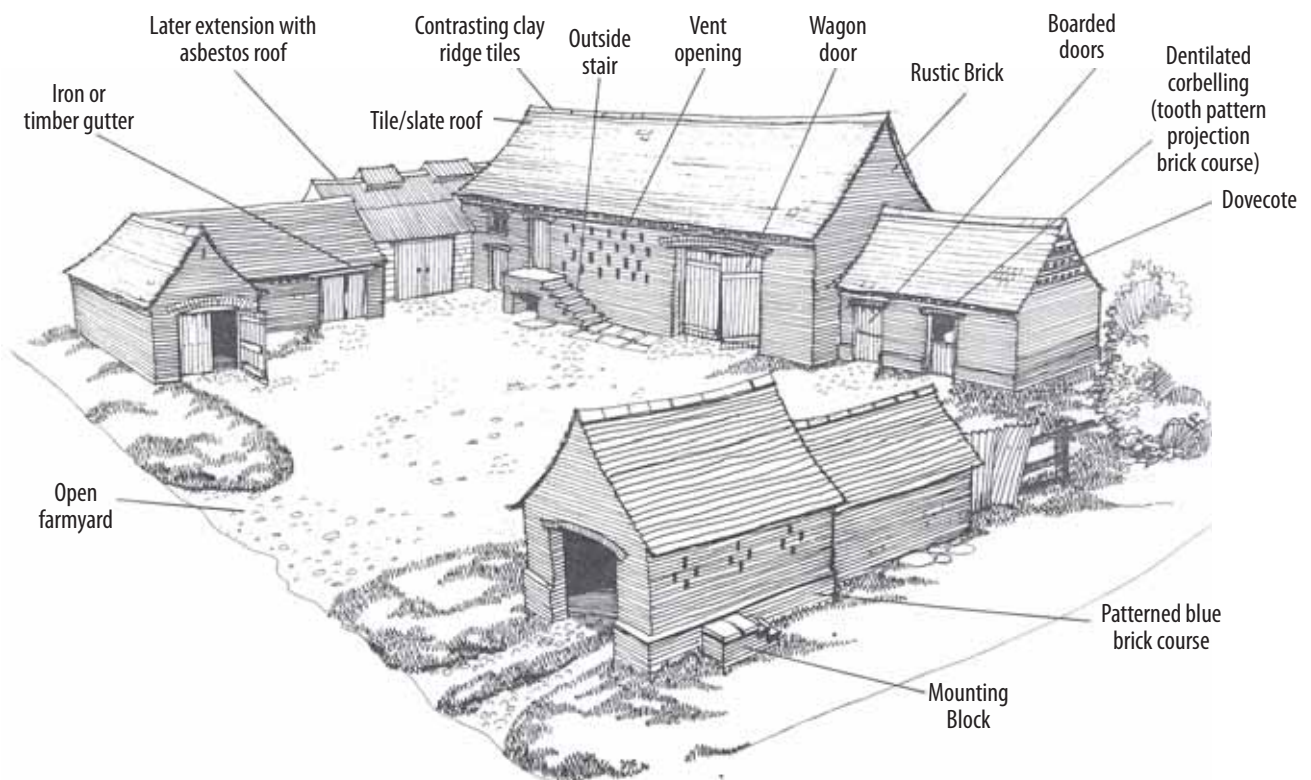 Later extension with
asbestos roof
Contrasting clay
ridge tiles
Outside
stair
Vent
opening
Wagon
door
Boarded
doors
Dentilated
corbelling
(tooth pattern
projection
brick course)
Rustic Brick
Iron or
timber gutter
Tile/slate roof
Dovecote
Open
farmyard
Patterned blue
brick course
Mounting
Block